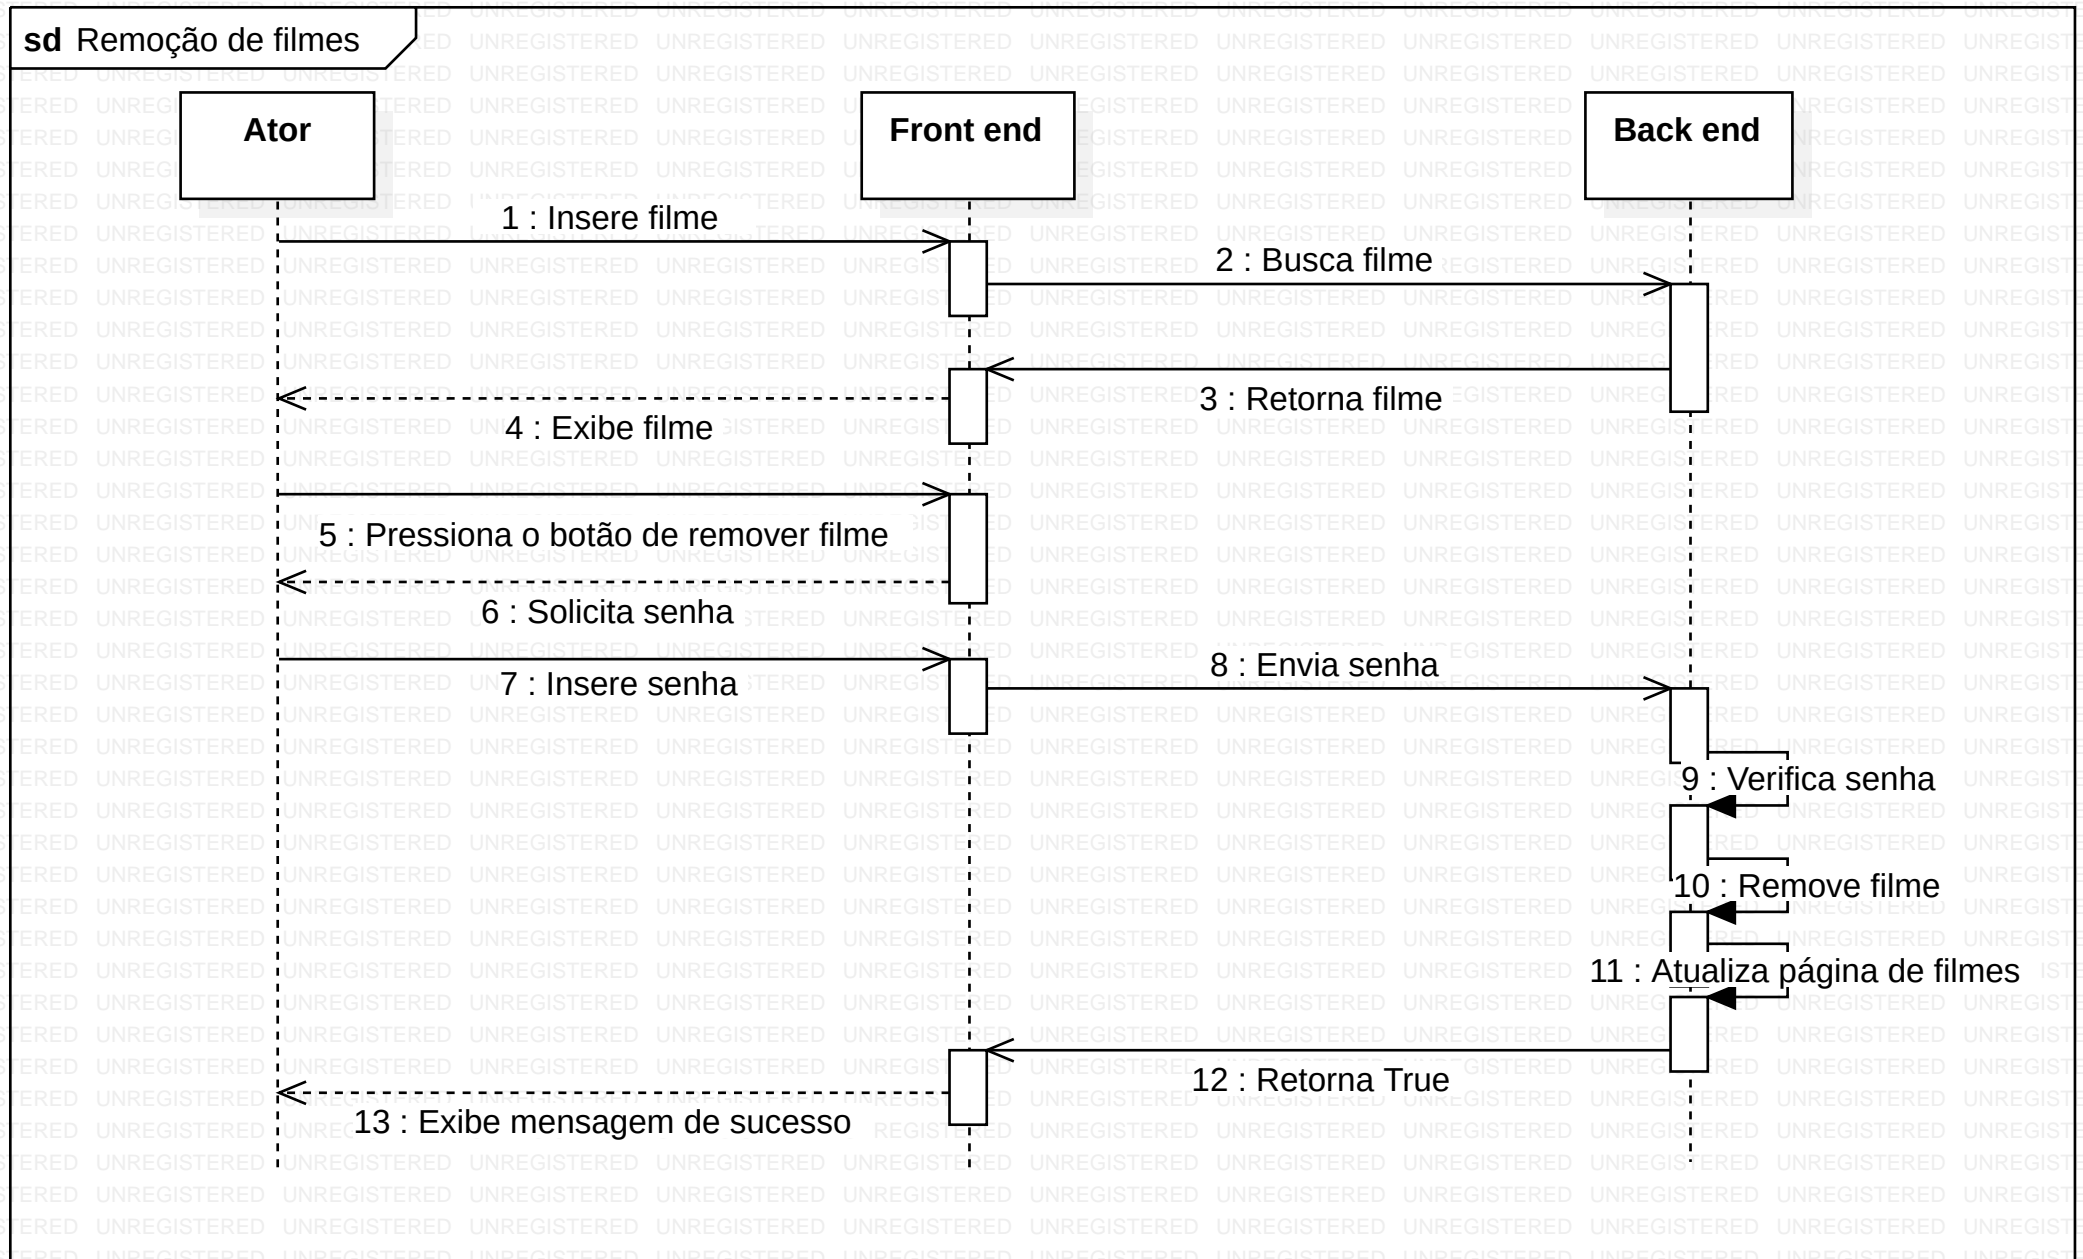 sd Remoção de filmes
Ator
Front end
Back end
1 : Insere filme
2 : Busca filme
3 : Retorna filme
4 : Exibe filme
5 : Pressiona o botão de remover filme
6 : Solicita senha
7 : Insere senha
8 : Envia senha
9 : Verifica senha
10 : Remove filme
11 : Atualiza página de filmes
12 : Retorna True
13 : Exibe mensagem de sucesso
UNREGISTERED